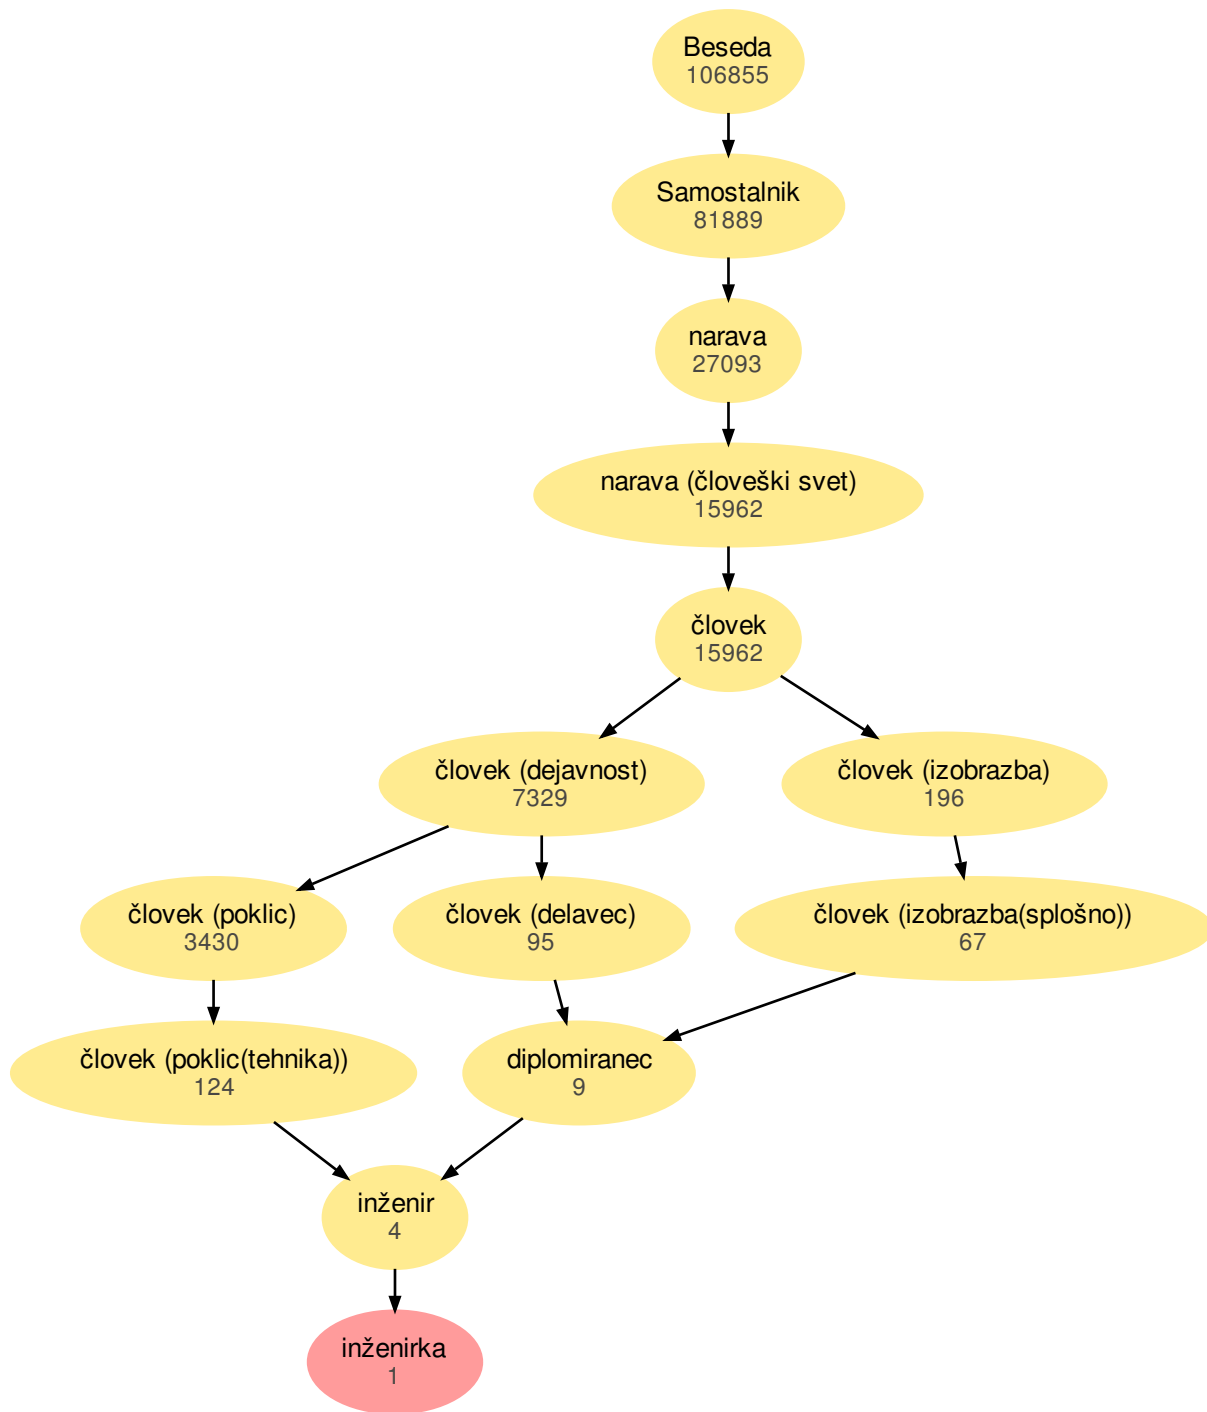 Beseda
106855
Samostalnik
81889
narava
27093
narava (človeški svet)
15962
človek
15962
človek (dejavnost)
7329
človek (izobrazba)
196
človek (poklic)
3430
človek (delavec)
95
človek (izobrazba(splošno))
67
človek (poklic(tehnika))
124
diplomiranec
9
inženir
4
inženirka
1